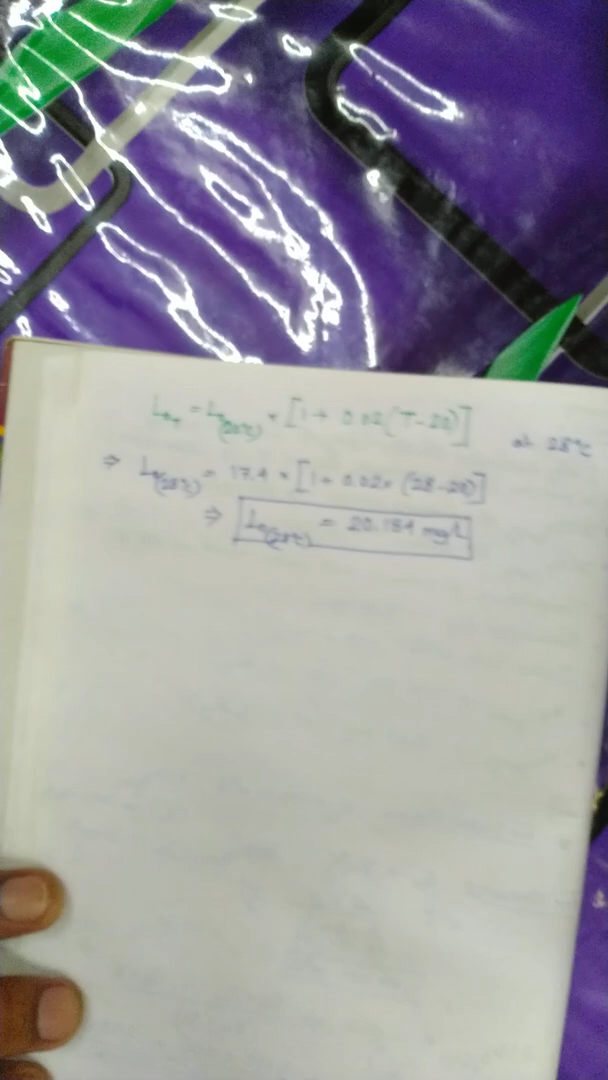 L₀ₜ = L₀(20°C) × [1 + 0.02(T-20)] at 28°C
⇒ L₀(28°C) = 17.4 × [1 + 0.02 × (28-20)]
⇒ L₀(28°C) = 20.184 mg/L